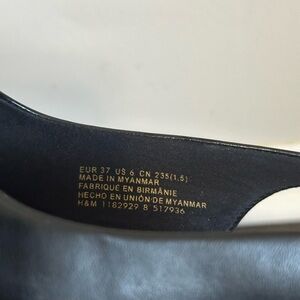 EUR 37 US 6 CN 235(1.5)
MADE IN MYANMAR
FABRIQUÉ EN BIRMANIE
HECHO EN UNIÓN DE MYANMAR
H&M 1182929 8 517936